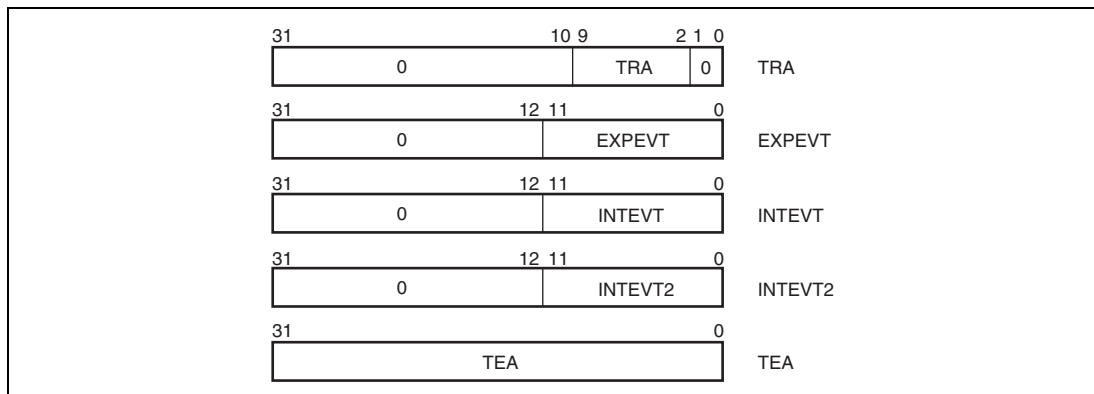 31 10 9 2 1 0
0 TRA 0 TRA
31 12 11 0
0 EXPEVT EXPEVT
31 12 11 0
0 INTEVT INTEVT
31 12 11 0
0 INTEVT2 INTEVT2
31 0
TEA TEA